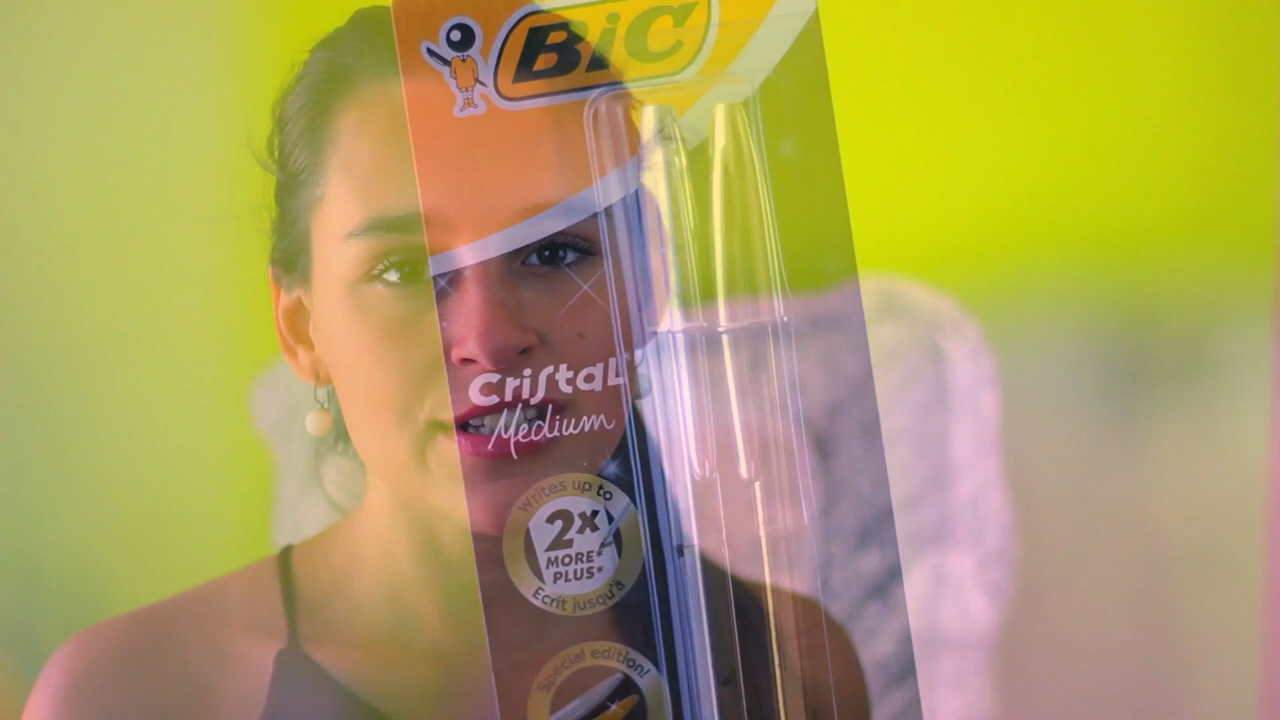 BiC
Cristal
Medium
Writes up to
2x
MORE*
PLUS*
Ecrit jusqu'à
Special edition!